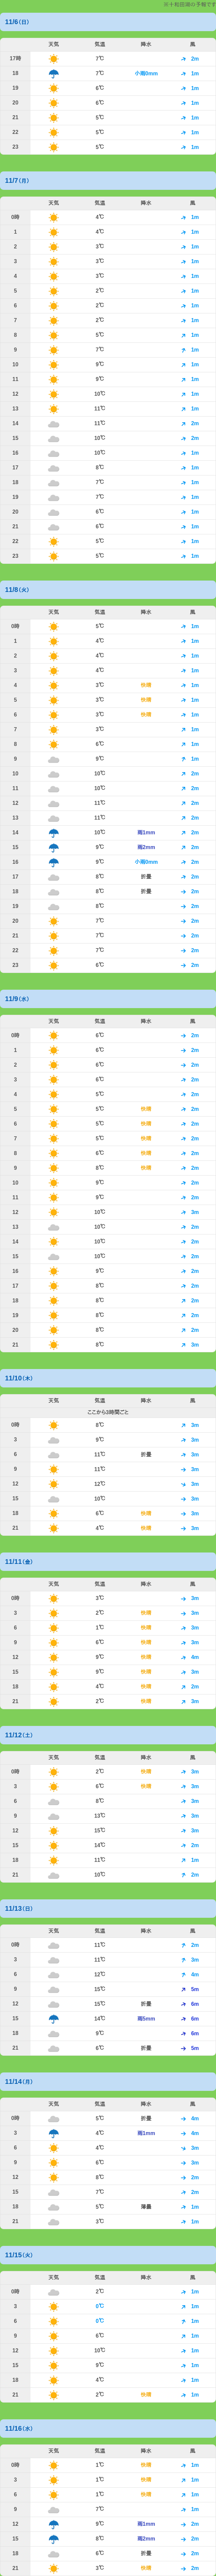 ※十和田湖の予報です
11/6(日)
天気 気温 降水 風
17時 7℃ 2m
18 7℃ 小雨0mm 1m
19 6℃ 1m
20 6℃ 1m
21 5℃ 1m
22 5℃ 1m
23 5℃ 1m
11/7(月)
天気 気温 降水 風
0時 4℃ 1m
1 4℃ 1m
2 3℃ 1m
3 3℃ 1m
4 3℃ 1m
5 2℃ 1m
6 2℃ 1m
7 2℃ 1m
8 5℃ 1m
9 7℃ 1m
10 9℃ 1m
11 9℃ 1m
12 10℃ 1m
13 11℃ 1m
14 11℃ 2m
15 10℃ 2m
16 10℃ 1m
17 8℃ 1m
18 7℃ 1m
19 7℃ 1m
20 6℃ 1m
21 6℃ 1m
22 5℃ 1m
23 5℃ 1m
11/8(火)
天気 気温 降水 風
0時 5℃ 1m
1 4℃ 1m
2 4℃ 1m
3 4℃ 1m
4 3℃ 快晴 1m
5 3℃ 快晴 1m
6 3℃ 快晴 1m
7 3℃ 1m
8 6℃ 1m
9 9℃ 1m
10 10℃ 2m
11 10℃ 2m
12 11℃ 2m
13 11℃ 2m
14 10℃ 雨1mm 2m
15 9℃ 雨2mm 2m
16 9℃ 小雨0mm 2m
17 8℃ 折畳 2m
18 8℃ 折畳 2m
19 8℃ 2m
20 7℃ 2m
21 7℃ 2m
22 7℃ 2m
23 6℃ 2m
11/9(水)
天気 気温 降水 風
0時 6℃ 2m
1 6℃ 2m
2 6℃ 2m
3 6℃ 2m
4 5℃ 2m
5 5℃ 快晴 2m
6 5℃ 快晴 2m
7 5℃ 快晴 2m
8 6℃ 快晴 2m
9 8℃ 快晴 2m
10 9℃ 2m
11 9℃ 2m
12 10℃ 3m
13 10℃ 2m
14 10℃ 2m
15 10℃ 2m
16 9℃ 2m
17 8℃ 2m
18 8℃ 2m
19 8℃ 2m
20 8℃ 2m
21 8℃ 3m
11/10(木)
天気 気温 降水 風
ここから3時間ごと
0時 8℃ 3m
3 9℃ 3m
6 11℃ 折畳 3m
9 11℃ 3m
12 12℃ 3m
15 10℃ 3m
18 6℃ 快晴 3m
21 4℃ 快晴 3m
11/11(金)
天気 気温 降水 風
0時 3℃ 3m
3 2℃ 快晴 3m
6 1℃ 快晴 3m
9 6℃ 快晴 3m
12 9℃ 快晴 4m
15 9℃ 快晴 3m
18 4℃ 快晴 2m
21 2℃ 快晴 3m
11/12(土)
天気 気温 降水 風
0時 2℃ 快晴 3m
3 6℃ 快晴 3m
6 8℃ 3m
9 13℃ 3m
12 15℃ 3m
15 14℃ 2m
18 11℃ 1m
21 10℃ 2m
11/13(日)
天気 気温 降水 風
0時 11℃ 2m
3 11℃ 3m
6 12℃ 4m
9 15℃ 5m
12 15℃ 折畳 6m
15 14℃ 雨5mm 6m
18 9℃ 6m
21 6℃ 折畳 5m
11/14(月)
天気 気温 降水 風
0時 5℃ 折畳 4m
3 4℃ 雨1mm 4m
6 4℃ 3m
9 6℃ 3m
12 8℃ 2m
15 7℃ 2m
18 5℃ 薄曇 1m
21 3℃ 1m
11/15(火)
天気 気温 降水 風
0時 2℃ 1m
3 0℃ 1m
6 0℃ 1m
9 6℃ 1m
12 10℃ 1m
15 9℃ 1m
18 4℃ 1m
21 2℃ 快晴 1m
11/16(水)
天気 気温 降水 風
0時 1℃ 快晴 1m
3 1℃ 快晴 1m
6 1℃ 快晴 1m
9 7℃ 1m
12 9℃ 雨1mm 2m
15 8℃ 雨2mm 2m
18 6℃ 折畳 2m
21 3℃ 快晴 2m